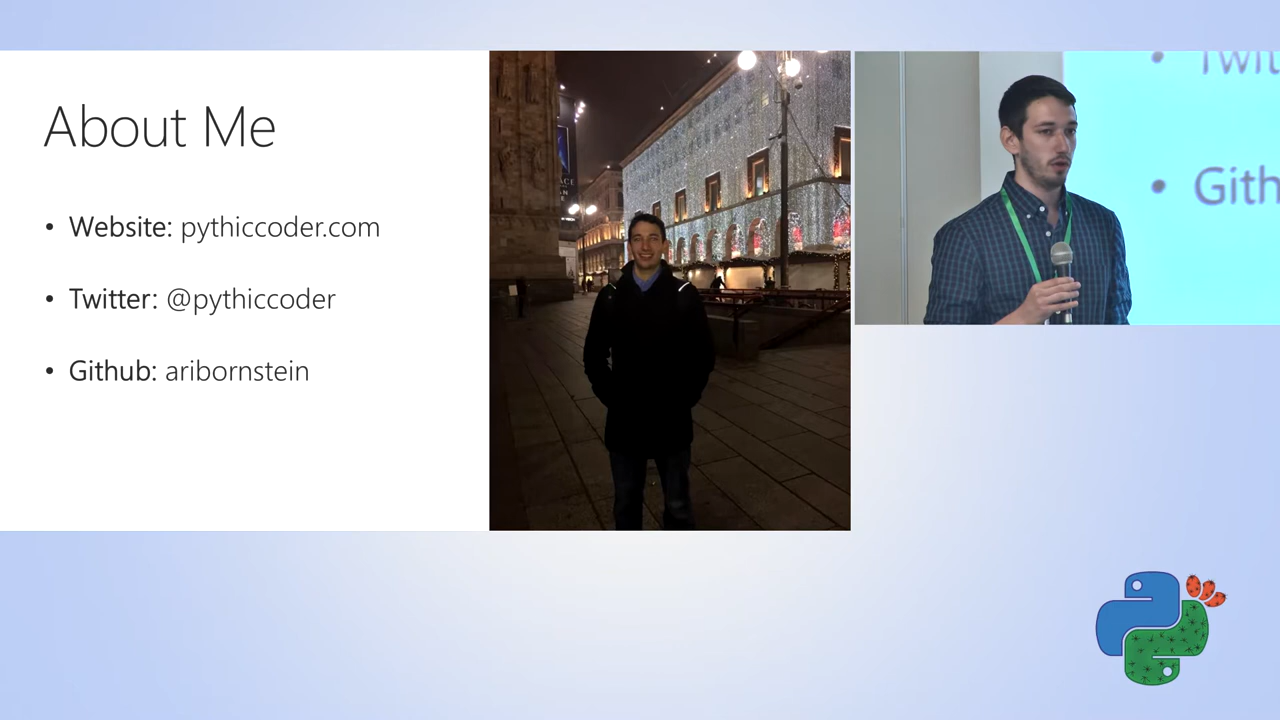 About Me
• Website: pythiccoder.com
• Twitter: @pythiccoder
• Github: aribornstein
• Twit
• Gith